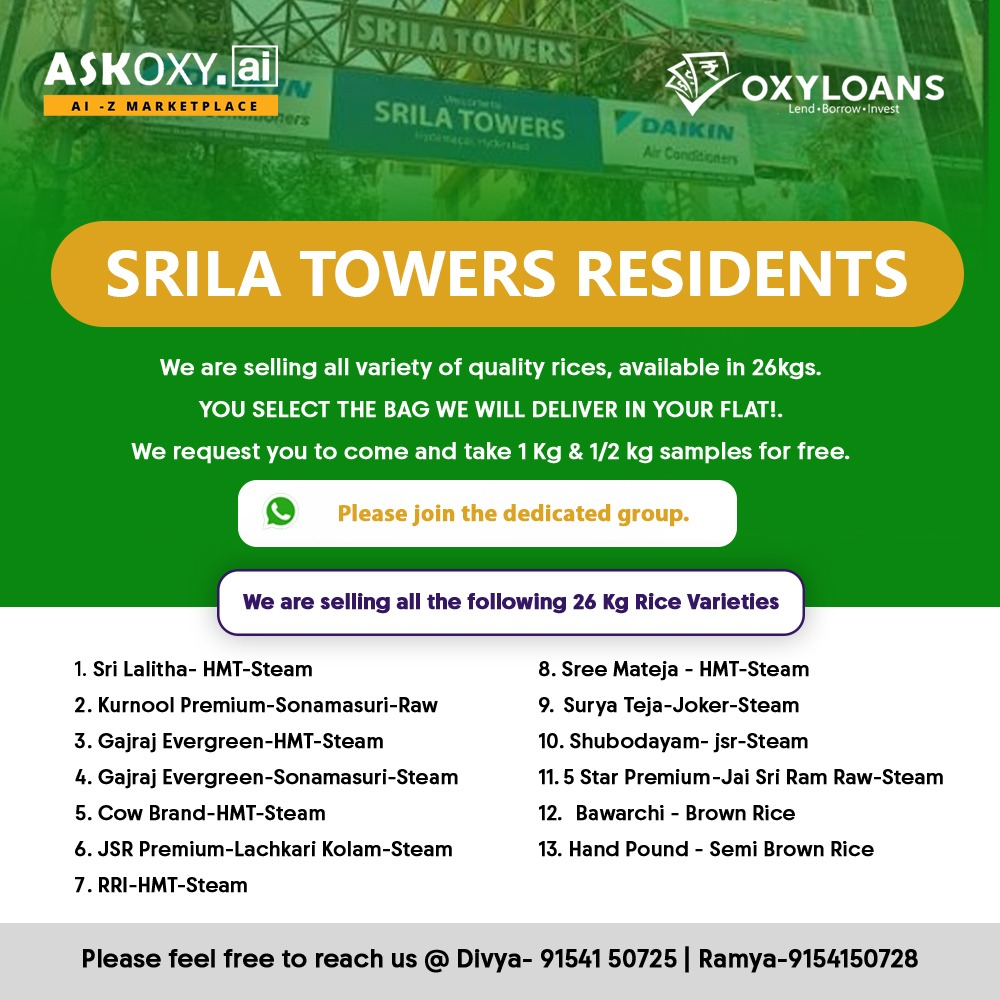 SRILA TOWERS
ASKOXY.ai
AI -Z MARKETPLACE
OXYLOANS
Lend•Borrow•Invest
Welcome to
SRILA TOWERS
Hyderabad
DAIKIN
Air Conditioners
SRILA TOWERS RESIDENTS
We are selling all variety of quality rices, available in 26kgs.
YOU SELECT THE BAG WE WILL DELIVER IN YOUR FLAT!.
We request you to come and take 1 Kg & 1/2 kg samples for free.
Please join the dedicated group.
We are selling all the following 26 Kg Rice Varieties
1. Sri Lalitha- HMT-Steam
2. Kurnool Premium-Sonamasuri-Raw
3. Gajraj Evergreen-HMT-Steam
4. Gajraj Evergreen-Sonamasuri-Steam
5. Cow Brand-HMT-Steam
6. JSR Premium-Lachkari Kolam-Steam
7. RRI-HMT-Steam
8. Sree Mateja - HMT-Steam
9. Surya Teja-Joker-Steam
10. Shubodayam- jsr-Steam
11. 5 Star Premium-Jai Sri Ram Raw-Steam
12. Bawarchi - Brown Rice
13. Hand Pound - Semi Brown Rice
Please feel free to reach us @ Divya- 91541 50725 | Ramya-9154150728